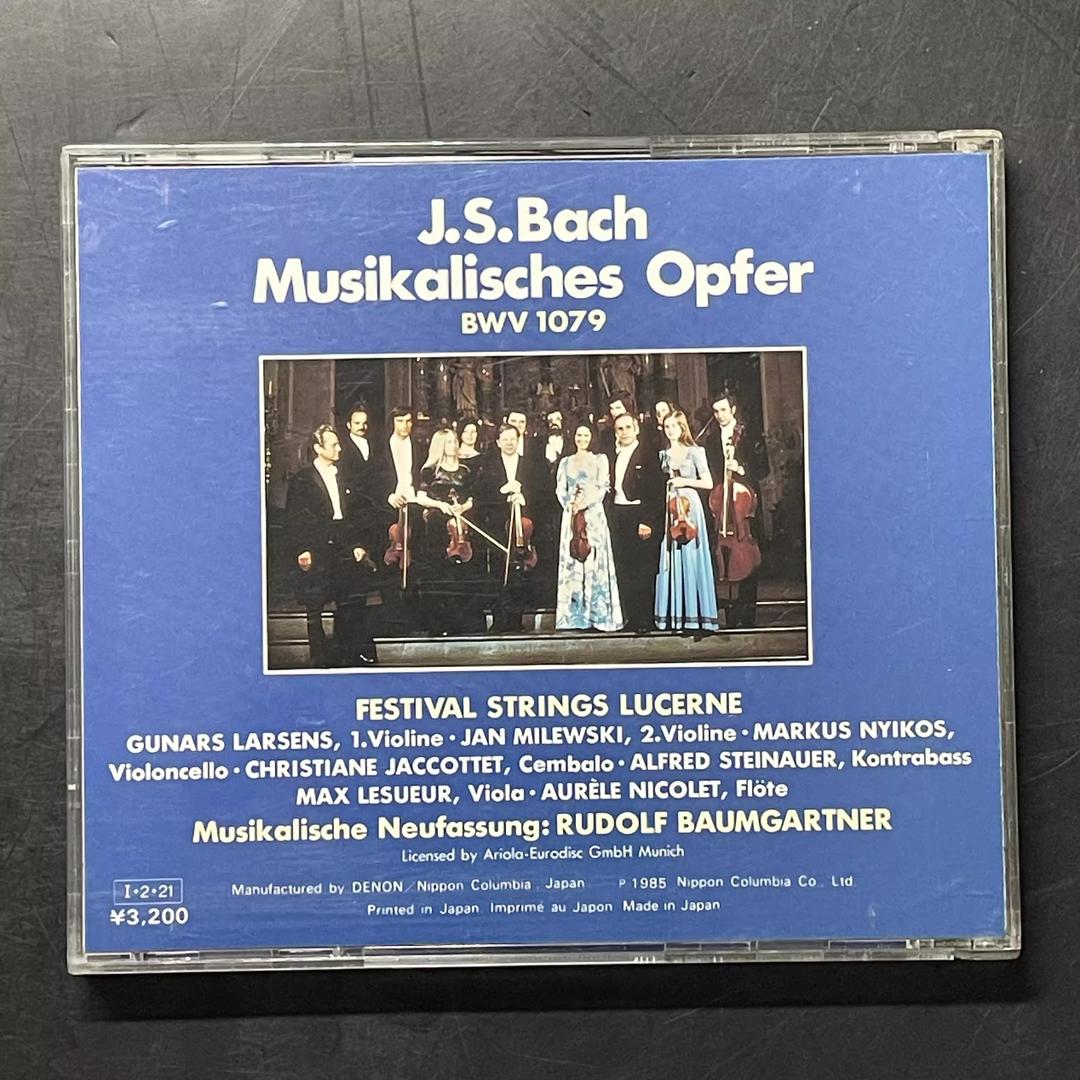 J.S.Bach
Musikalisches Opfer
BWV 1079
FESTIVAL STRINGS LUCERNE
GUNARS LARSENS, 1.Violine · JAN MILEWSKI, 2.Violine · MARKUS NYIKOS,
Violoncello · CHRISTIANE JACCOTTET, Cembalo · ALFRED STEINAUER, Kontrabass
MAX LESUEUR, Viola · AURÈLE NICOLET, Flöte
Musikalische Neufassung: RUDOLF BAUMGARTNER
Licensed by Ariola-Eurodisc GmbH Munich
Manufactured by DENON/Nippon Columbia, Japan ℗ 1985 Nippon Columbia Co., Ltd.
Printed in Japan Imprimé au Japon Made in Japan
I·2·21
¥3,200